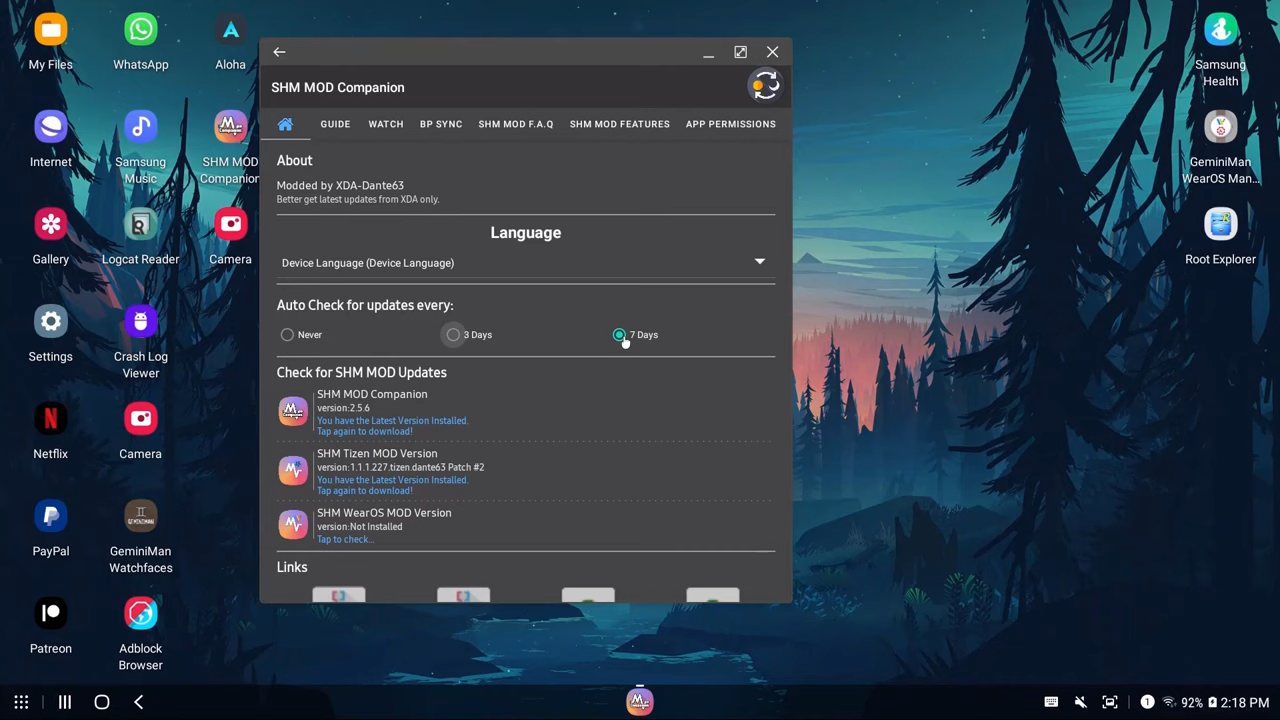 My Files
WhatsApp
Aloha
Internet
Samsung
Music
SHM MOD
Companion
Gallery
Logcat Reader
Camera
Settings
Crash Log
Viewer
Netflix
Camera
PayPal
GEMINIMAN
GeminiMan
Watchfaces
Patreon
Adblock
Browser
SHM MOD Companion
GUIDE
WATCH
BP SYNC
SHM MOD F.A.Q
SHM MOD FEATURES
APP PERMISSIONS
About
Modded by XDA-Dante63
Better get latest updates from XDA only.
Language
Device Language (Device Language)
Auto Check for updates every:
Never
3 Days
7 Days
Check for SHM MOD Updates
SHM MOD Companion
version:2.5.6
You have the Latest Version Installed.
Tap again to download!
SHM Tizen MOD Version
version:1.1.1.227.tizen.dante63 Patch #2
You have the Latest Version Installed.
Tap again to download!
SHM WearOS MOD Version
version:Not Installed
Tap to check...
Links
Samsung
Health
GeminiMan
WearOS Man...
Root Explorer
1
92%
2:18 PM